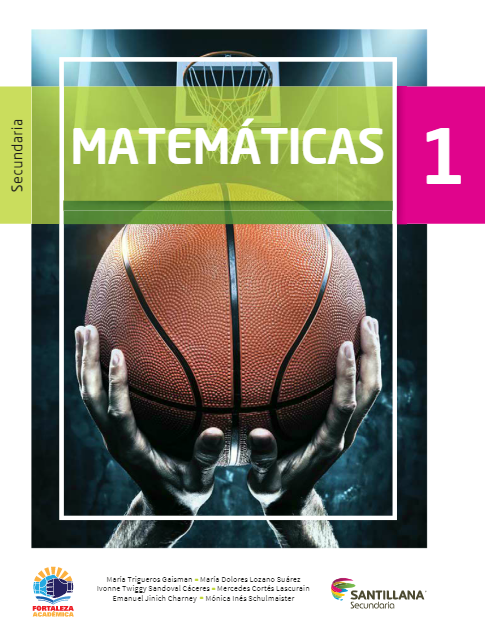 Secundaria
MATEMÁTICAS
1
María Trigueros Gaisman • María Dolores Lozano Suárez
Ivonne Twiggy Sandoval Cáceres • Mercedes Cortés Lascurain
Emanuel Jinich Charney • Mónica Inés Schulmaister
FORTALEZA
ACADÉMICA
SANTILLANA
Secundaria